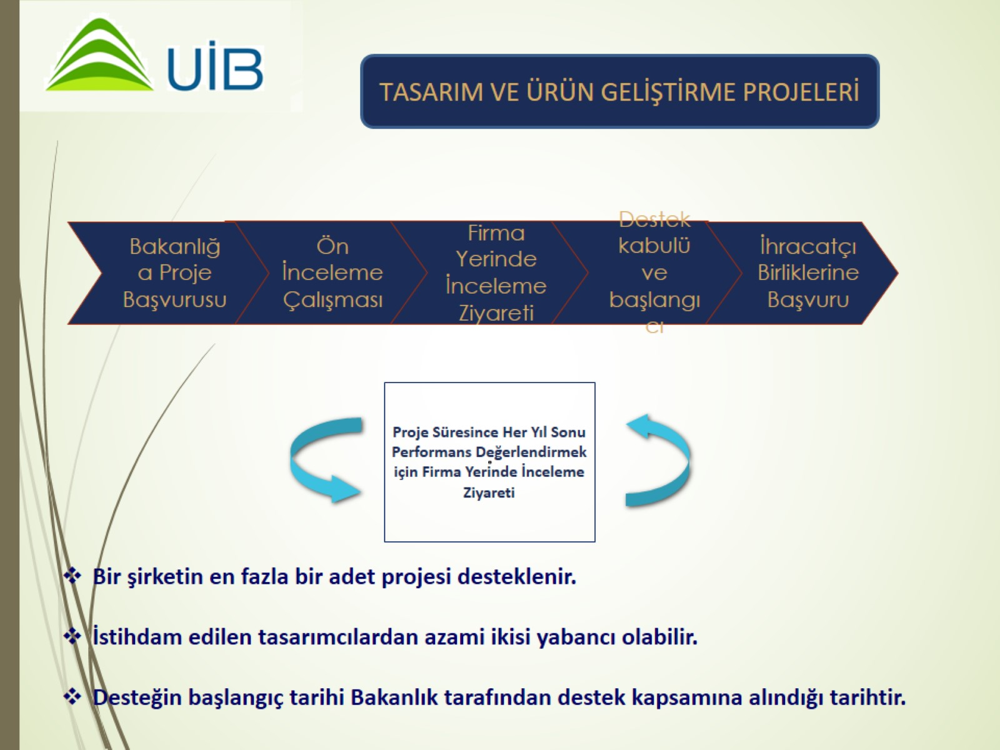 UİB
TASARIM VE ÜRÜN GELİŞTİRME PROJELERİ
Bakanlığ
a Proje
Başvurusu
Ön
İnceleme
Çalışması
Firma
Yerinde
İnceleme
Ziyareti
Destek
kabulü
ve
başlangı
cı
İhracatçı
Birliklerine
Başvuru
Proje Süresince Her Yıl Sonu
Performans Değerlendirmek
için Firma Yerinde İnceleme
Ziyareti
❖ Bir şirketin en fazla bir adet projesi desteklenir.
❖ İstihdam edilen tasarımcılardan azami ikisi yabancı olabilir.
❖ Desteğin başlangıç tarihi Bakanlık tarafından destek kapsamına alındığı tarihtir.